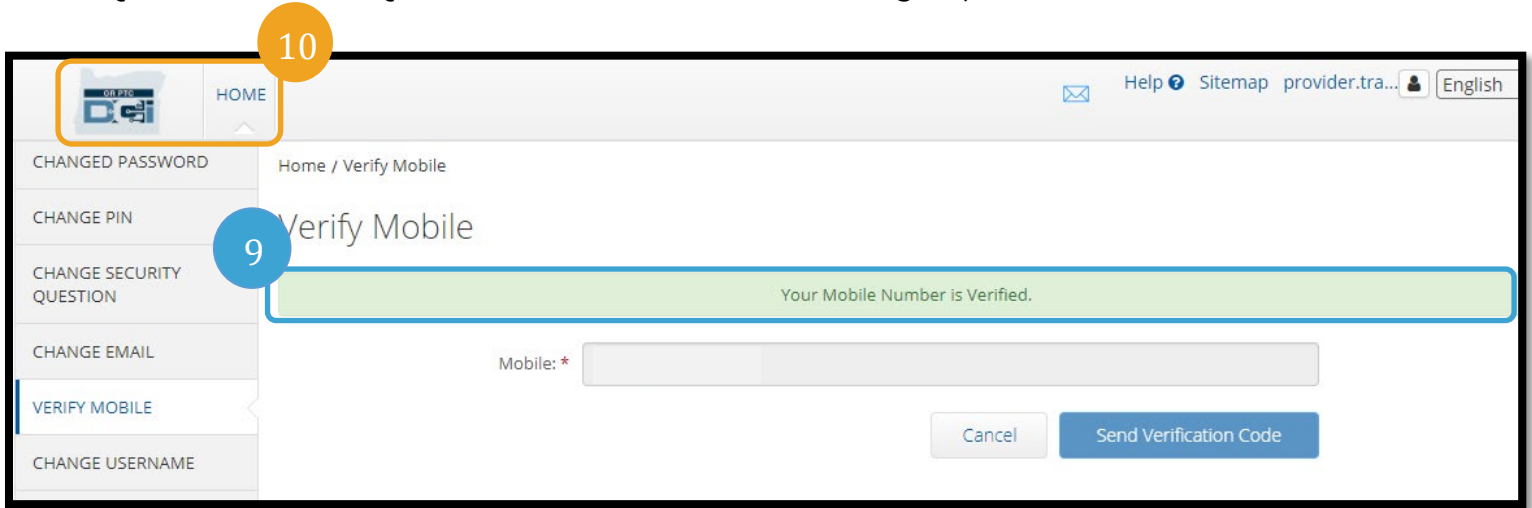 10
OR PTC
DCI
HOME
Help ? Sitemap provider.tra... English
CHANGED PASSWORD
Home / Verify Mobile
CHANGE PIN
Verify Mobile
9
CHANGE SECURITY
QUESTION
Your Mobile Number is Verified.
CHANGE EMAIL
Mobile: *
VERIFY MOBILE
Cancel Send Verification Code
CHANGE USERNAME